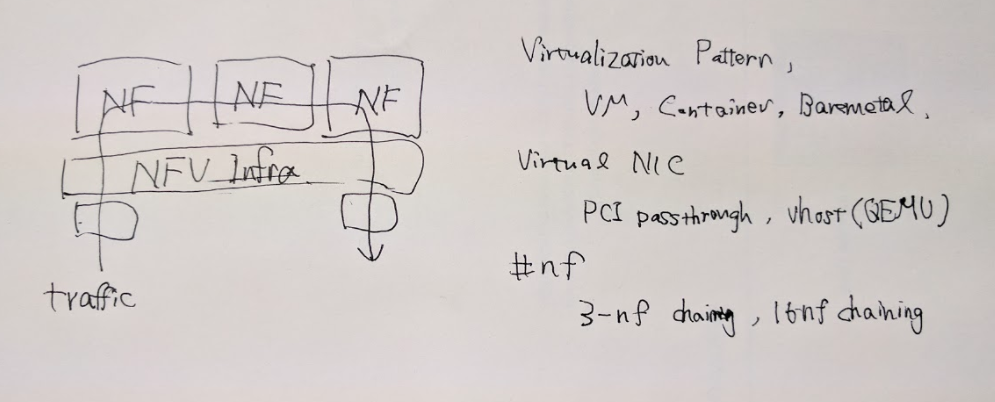 NF NF NF
NFV Infra
traffic
Virtualization Pattern,
VM, Container, Baremetal.
Virtual NIC
PCI passthrough, vhost(QEMU)
#nf
3-nf chaining, 16nf chaining